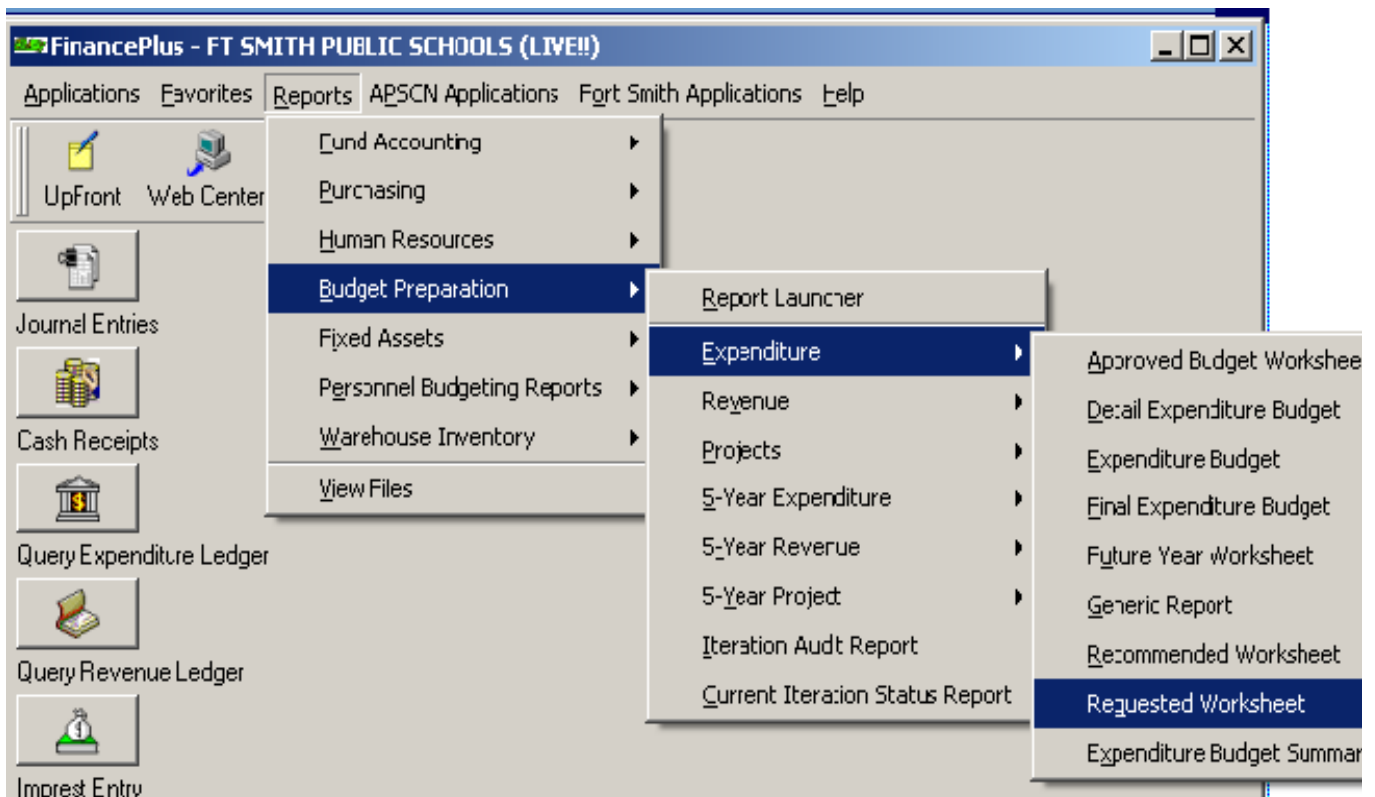 FinancePlus - FT SMITH PUBLIC SCHOOLS (LIVE!!)
Applications Favorites Reports APSCN Applications Fort Smith Applications Help
UpFront Web Center
Journal Entries
Cash Receipts
Query Expenditure Ledger
Query Revenue Ledger
Imprest Entry
Fund Accounting
Purchasing
Human Resources
Budget Preparation
Fixed Assets
Personnel Budgeting Reports
Warehouse Inventory
View Files
Report Launcher
Expenditure
Revenue
Projects
5-Year Expenditure
5-Year Revenue
5-Year Project
Iteration Audit Report
Current Iteration Status Report
Approved Budget Workshee
Detail Expenditure Budget
Expenditure Budget
Final Expenditure Budget
Future Year Worksheet
Generic Report
Recommended Worksheet
Requested Worksheet
Expenditure Budget Summar